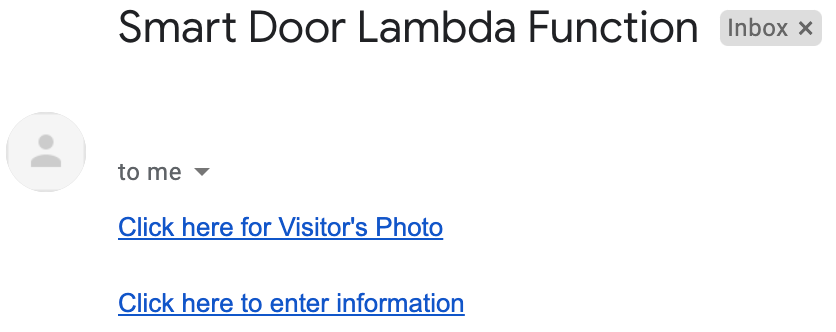 Smart Door Lambda Function
Inbox ×
to me
Click here for Visitor's Photo
Click here to enter information